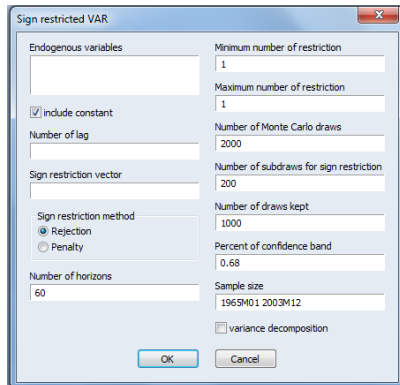 Sign restricted VAR
Endogenous variables
include constant
Number of lag
Sign restriction vector
Sign restriction method
Rejection
Penalty
Number of horizons
60
Minimum number of restriction
1
Maximum number of restriction
1
Number of Monte Carlo draws
2000
Number of subdraws for sign restriction
200
Number of draws kept
1000
Percent of confidence band
0.68
Sample size
1965M01 2003M12
variance decomposition
OK
Cancel